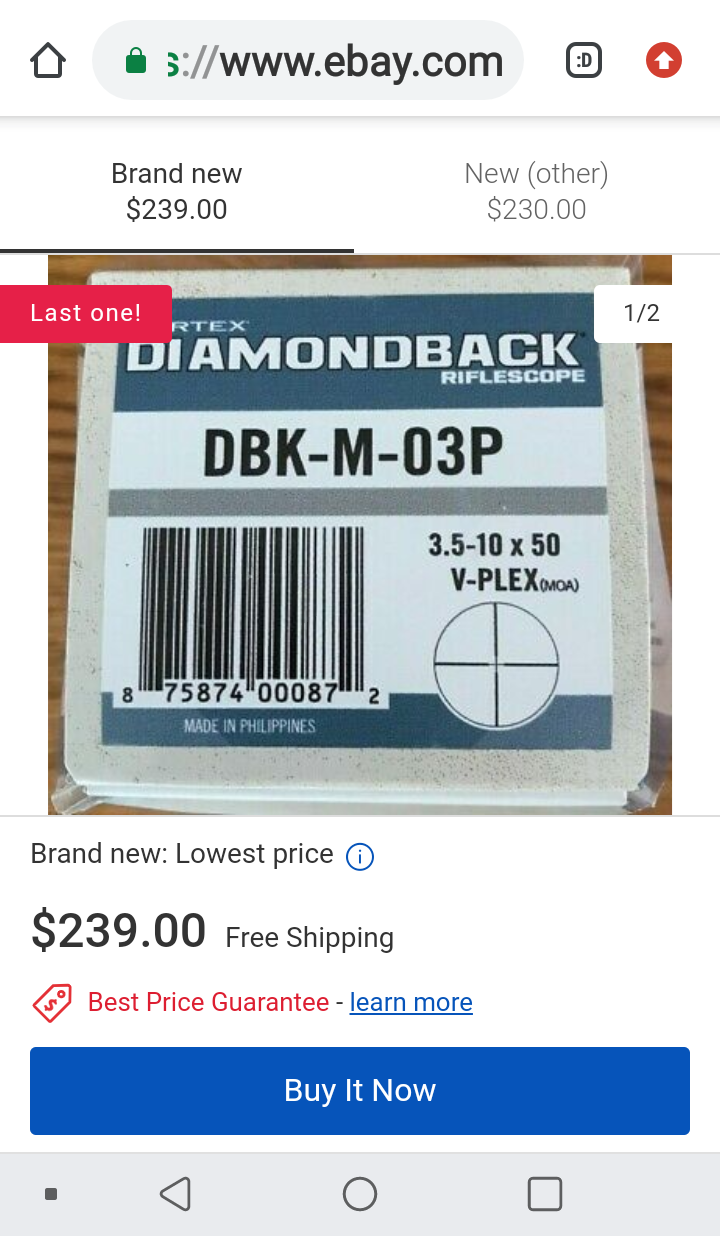 s://www.ebay.com
:D
Brand new
$239.00
New (other)
$230.00
Last one!
1/2
RTEX
DIAMONDBACK
RIFLESCOPE
DBK-M-03P
3.5-10 x 50
V-PLEX(MOA)
8 75874 00087 2
MADE IN PHILIPPINES
Brand new: Lowest price
$239.00 Free Shipping
Best Price Guarantee - learn more
Buy It Now